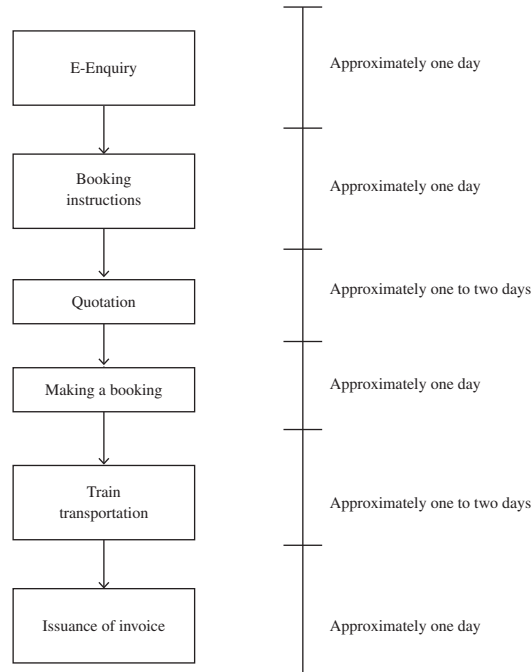 E-Enquiry
Approximately one day
Booking
instructions
Approximately one day
Quotation
Approximately one to two days
Making a booking
Approximately one day
Train
transportation
Approximately one to two days
Issuance of invoice
Approximately one day